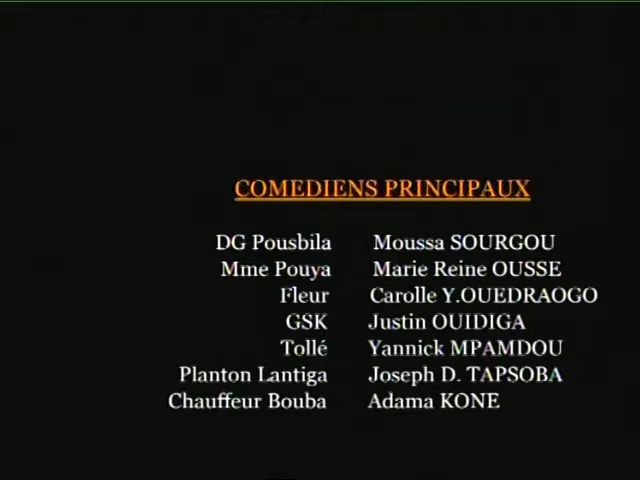 COMEDIENS PRINCIPAUX
DG Pousbila Moussa SOURGOU
Mme Pouya Marie Reine OUSSE
Fleur Carolle Y.OUEDRAOGO
GSK Justin OUIDIGA
Tollé Yannick MPAMDOU
Planton Lantiga Joseph D. TAPSOBA
Chauffeur Bouba Adama KONE